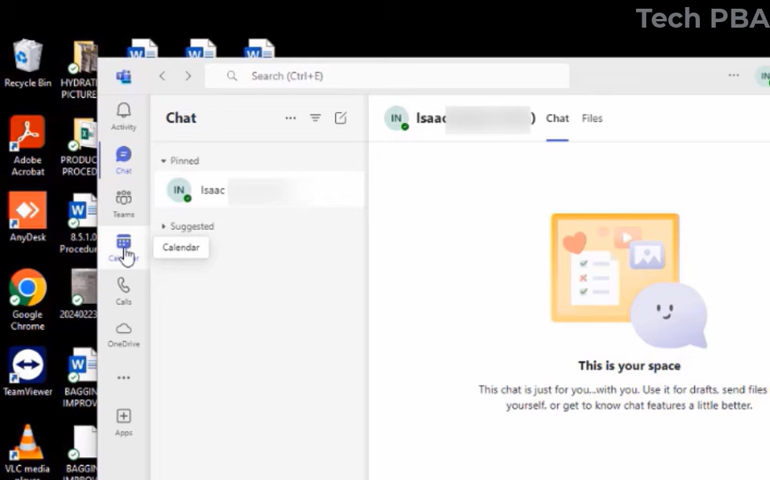 Tech PBA
Recycle Bin
HYDRATI
PICTURE
Search (Ctrl+E)
Activity
Chat
IN
Isaac
)
Chat
Files
Adobe
Acrobat
PRODUC
PROCED
Chat
Pinned
IN
Isaac
Teams
Suggested
AnyDesk
8.5.1.0
Procedur
Calendar
Calls
Google
Chrome
20240223
OneDrive
This is your space
TeamViewer
BAGGIN
IMPROV
This chat is just for you...with you. Use it for drafts, send files
yourself, or get to know chat features a little better.
Apps
VLC media
player
BAGGIN
IMPROV